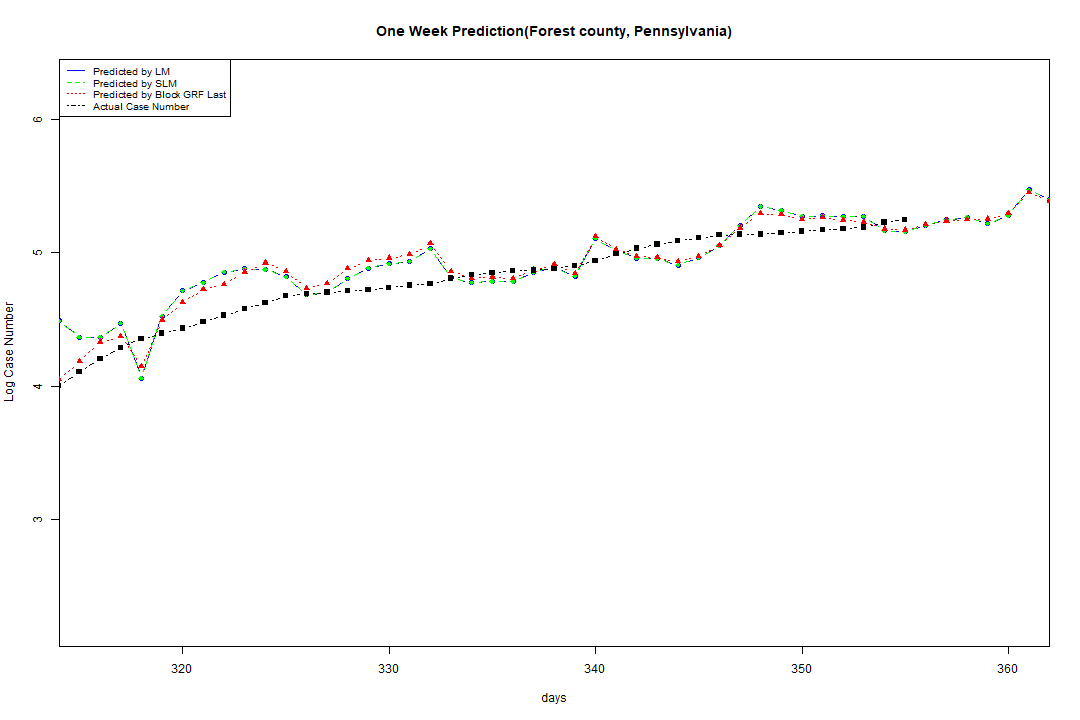 One Week Prediction(Forest county, Pennsylvania)
Predicted by LM
Predicted by SLM
Predicted by Block GRF Last
Actual Case Number
6
5
4
3
Log Case Number
320 330 340 350 360
days